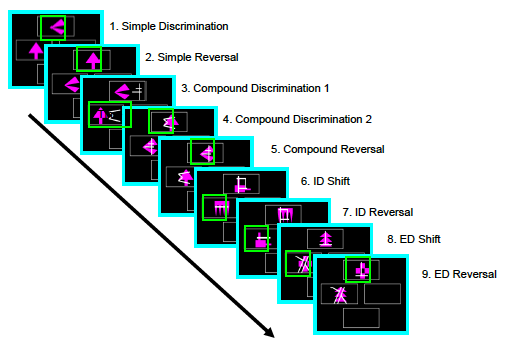 1. Simple Discrimination
2. Simple Reversal
3. Compound Discrimination 1
4. Compound Discrimination 2
5. Compound Reversal
6. ID Shift
7. ID Reversal
8. ED Shift
9. ED Reversal